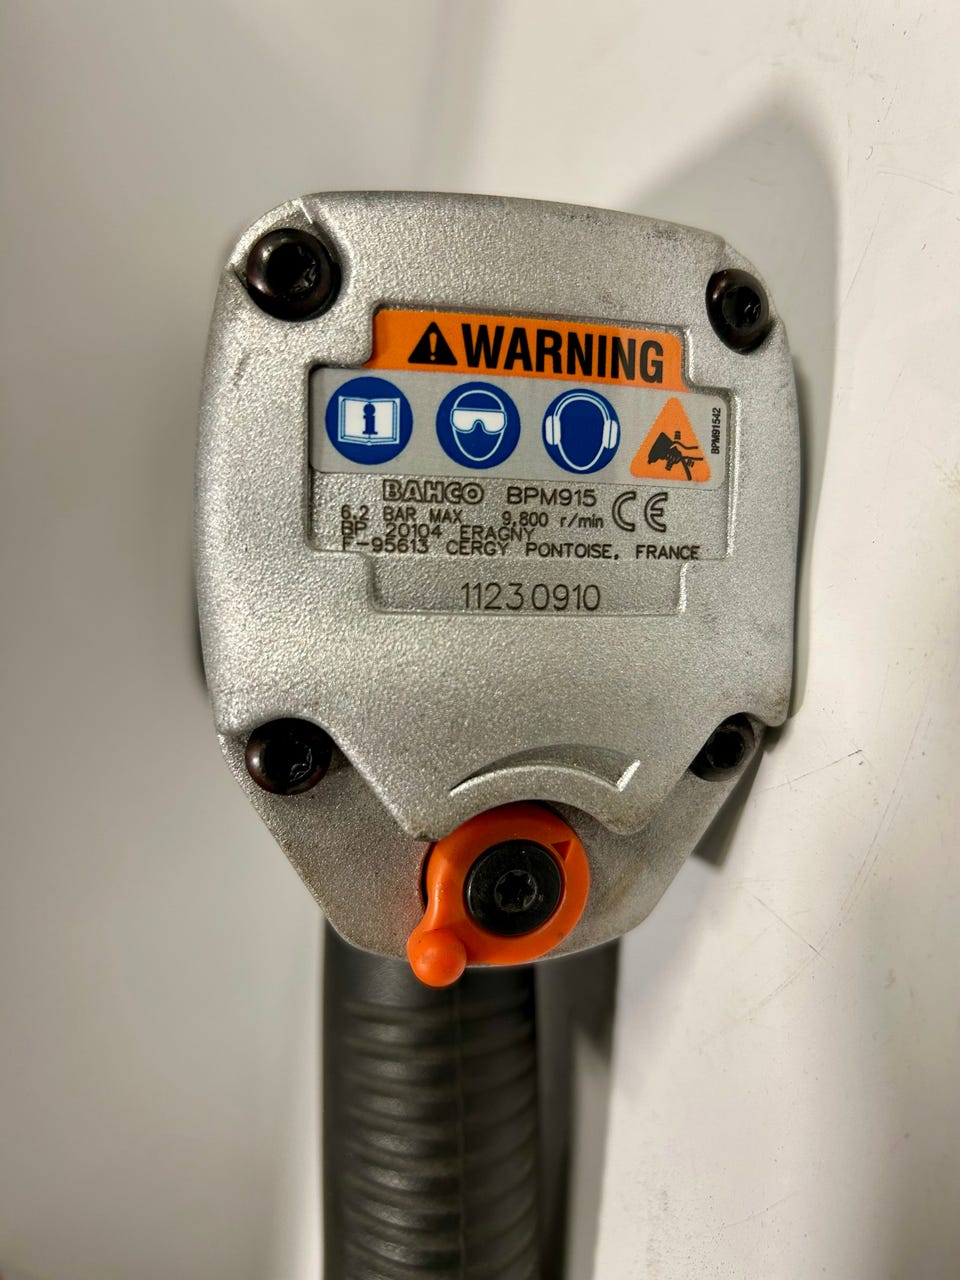 WARNING
BPM91542
BAHCO BPM915 CE
6.2 BAR MAX 9,800 r/min
BP 20104 ERAGNY
F-95613 CERGY PONTOISE, FRANCE
11230910